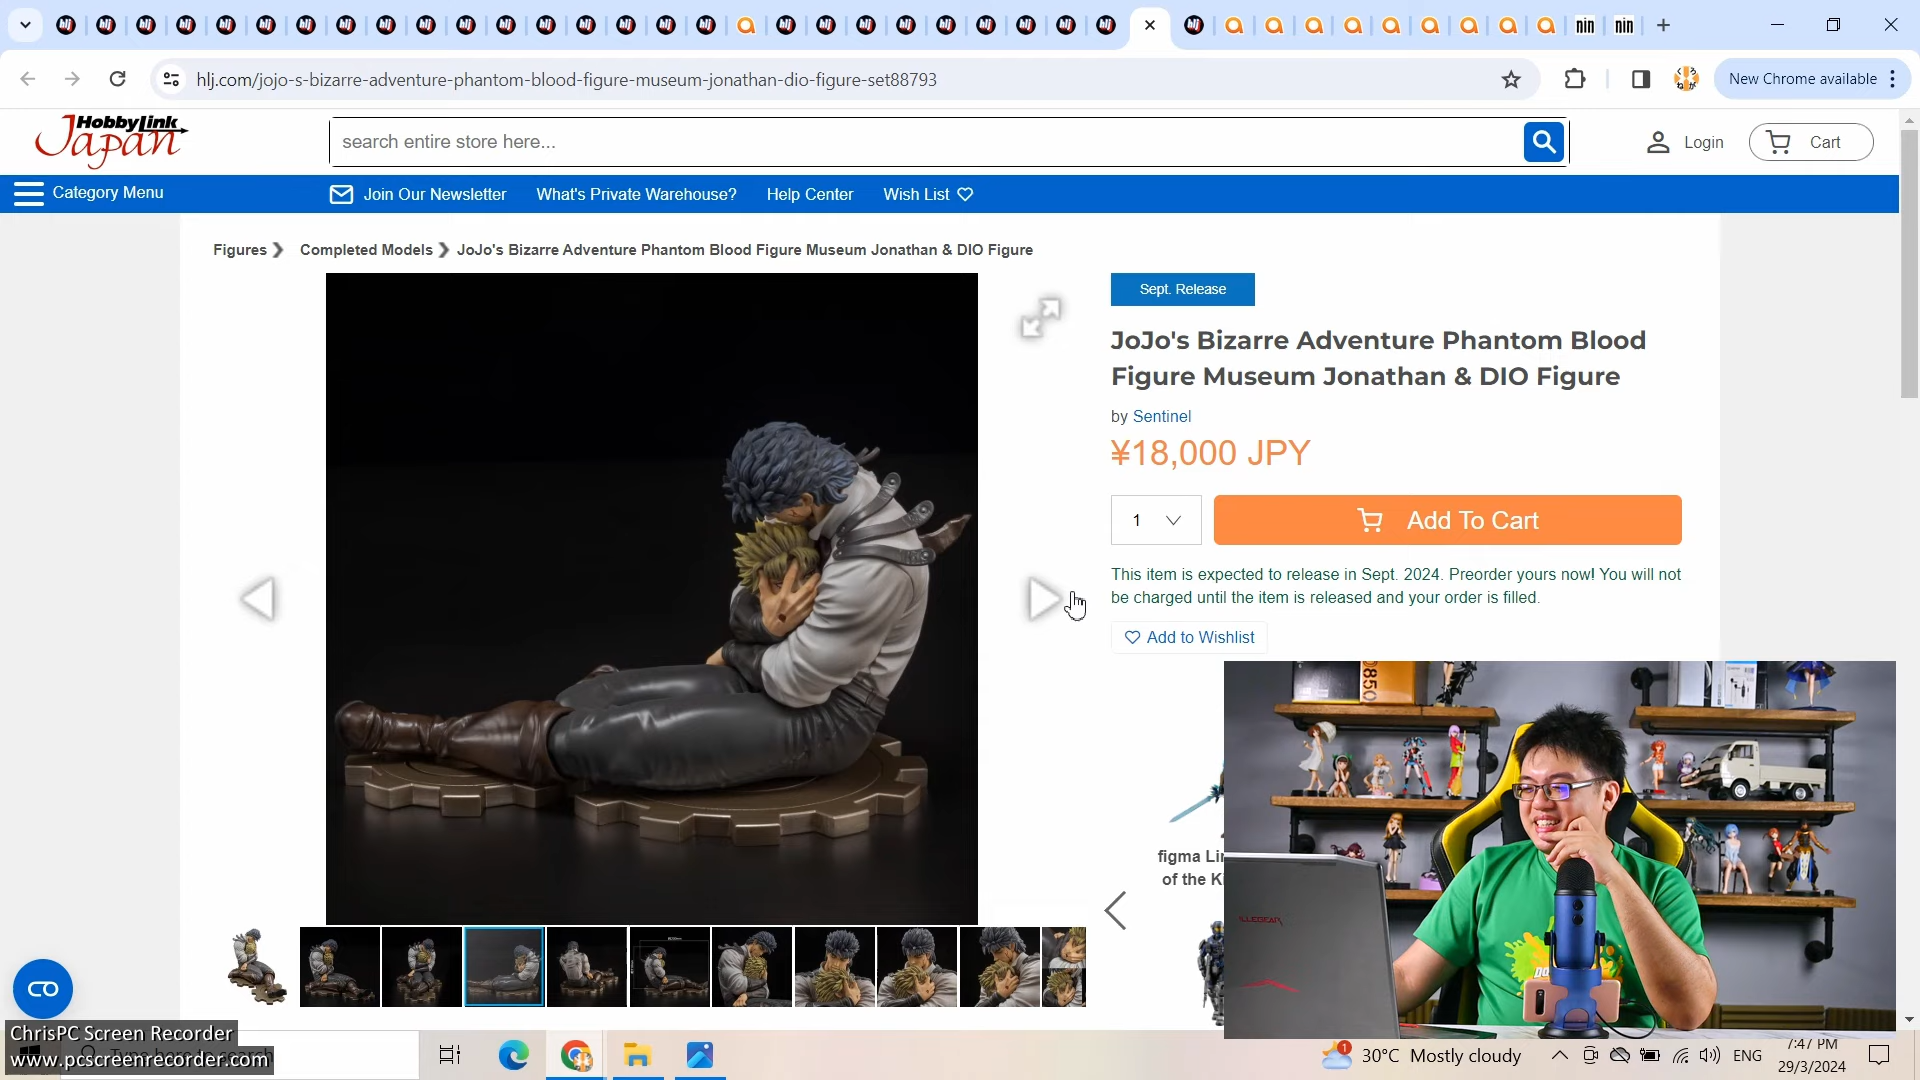 hlj.com/jojo-s-bizarre-adventure-phantom-blood-figure-museum-jonathan-dio-figure-set88793
New Chrome available
HobbyLink
Japan
search entire store here...
Login
Cart
Category Menu
Join Our Newsletter
What's Private Warehouse?
Help Center
Wish List
Figures
Completed Models
JoJo's Bizarre Adventure Phantom Blood Figure Museum Jonathan & DIO Figure
Sept. Release
JoJo's Bizarre Adventure Phantom Blood
Figure Museum Jonathan & DIO Figure
by Sentinel
¥18,000 JPY
1
Add To Cart
This item is expected to release in Sept. 2024. Preorder yours now! You will not
be charged until the item is released and your order is filled.
Add to Wishlist
figma Li
of the K
ChrisPC Screen Recorder
www.pcscreenrecorder.com
1
30°C Mostly cloudy
ENG
7:47 PM
29/3/2024